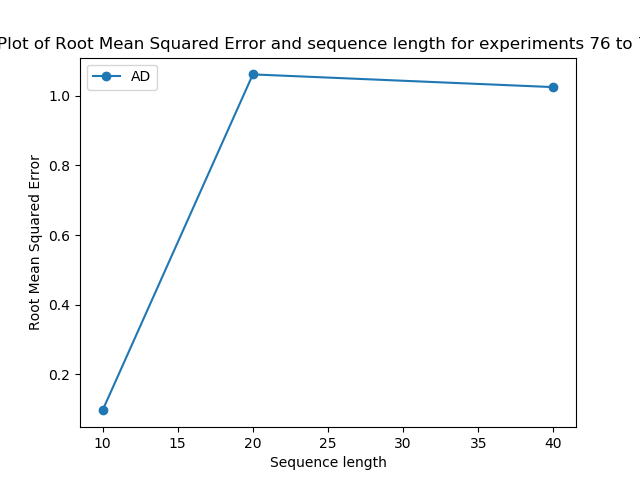 Plot of Root Mean Squared Error and sequence length for experiments 76 to
AD
Root Mean Squared Error
1.0
0.8
0.6
0.4
0.2
10 15 20 25 30 35 40
Sequence length